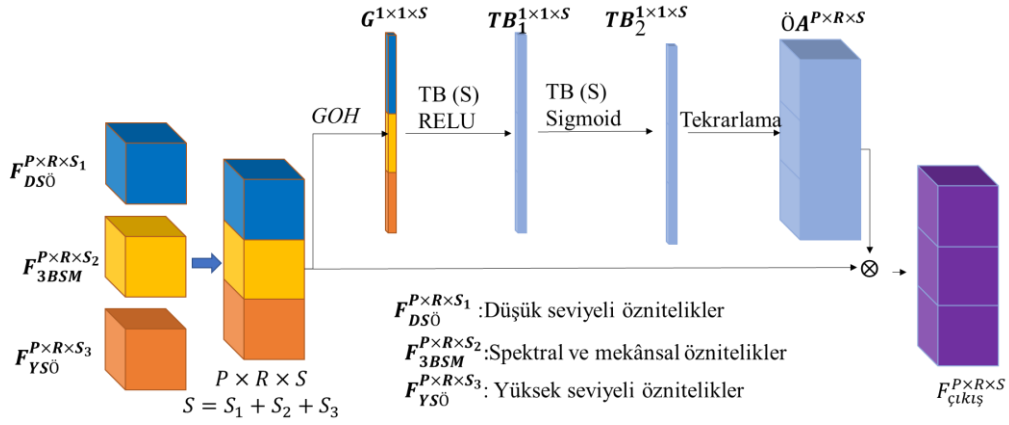 G^{1×1×S}
TB_1^{1×1×S}
TB_2^{1×1×S}
ÖA^{P×R×S}
GOH
TB (S)
RELU
TB (S)
Sigmoid
Tekrarlama
F_{DSÖ}^{P×R×S_1}
F_{3BSM}^{P×R×S_2}
F_{YSÖ}^{P×R×S_3}
P × R × S
S = S_1 + S_2 + S_3
⊗
F_{DSÖ}^{P×R×S_1} :Düşük seviyeli öznitelikler
F_{3BSM}^{P×R×S_2}:Spektral ve mekânsal öznitelikler
F_{YSÖ}^{P×R×S_3}: Yüksek seviyeli öznitelikler
F_{çıkış}^{P×R×S}